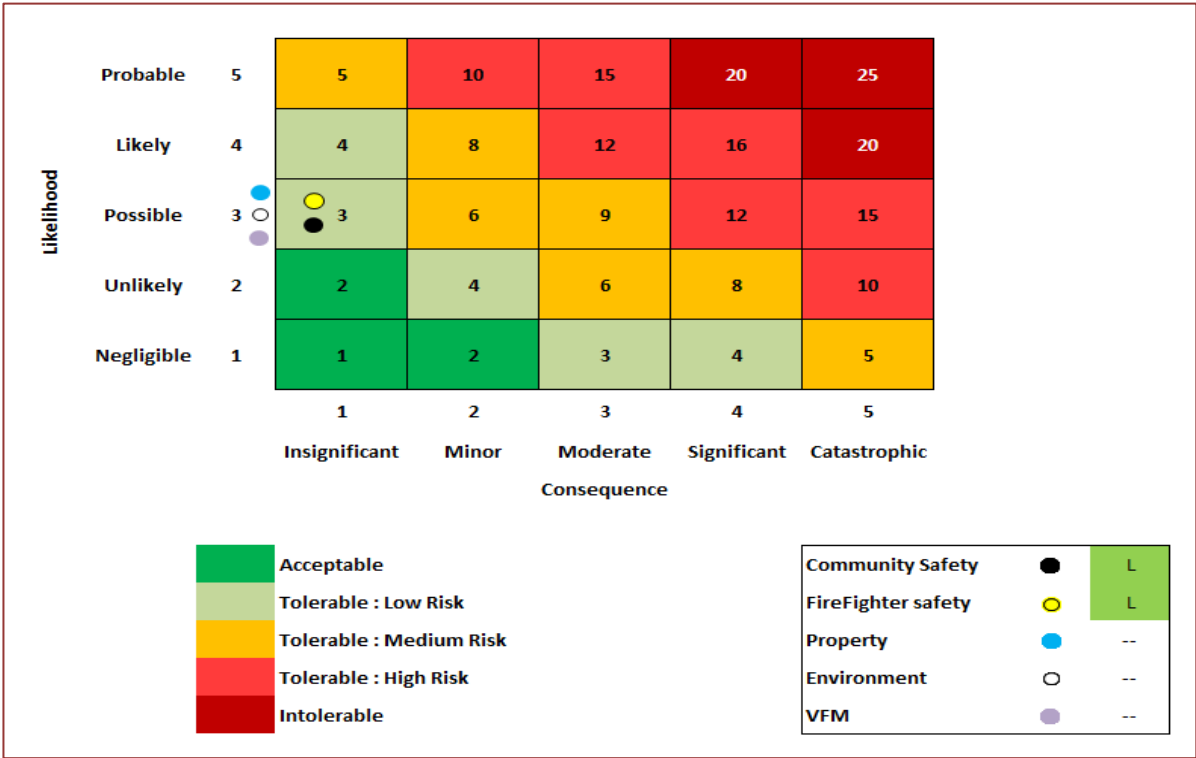 Probable 5 5 10 15 20 25
Likely 4 4 8 12 16 20
Likelihood
Possible 3 3 6 9 12 15
Unlikely 2 2 4 6 8 10
Negligible 1 1 2 3 4 5
1 2 3 4 5
Insignificant Minor Moderate Significant Catastrophic
Consequence
Acceptable
Tolerable : Low Risk
Tolerable : Medium Risk
Tolerable : High Risk
Intolerable
Community Safety L
FireFighter safety L
Property --
Environment --
VFM --